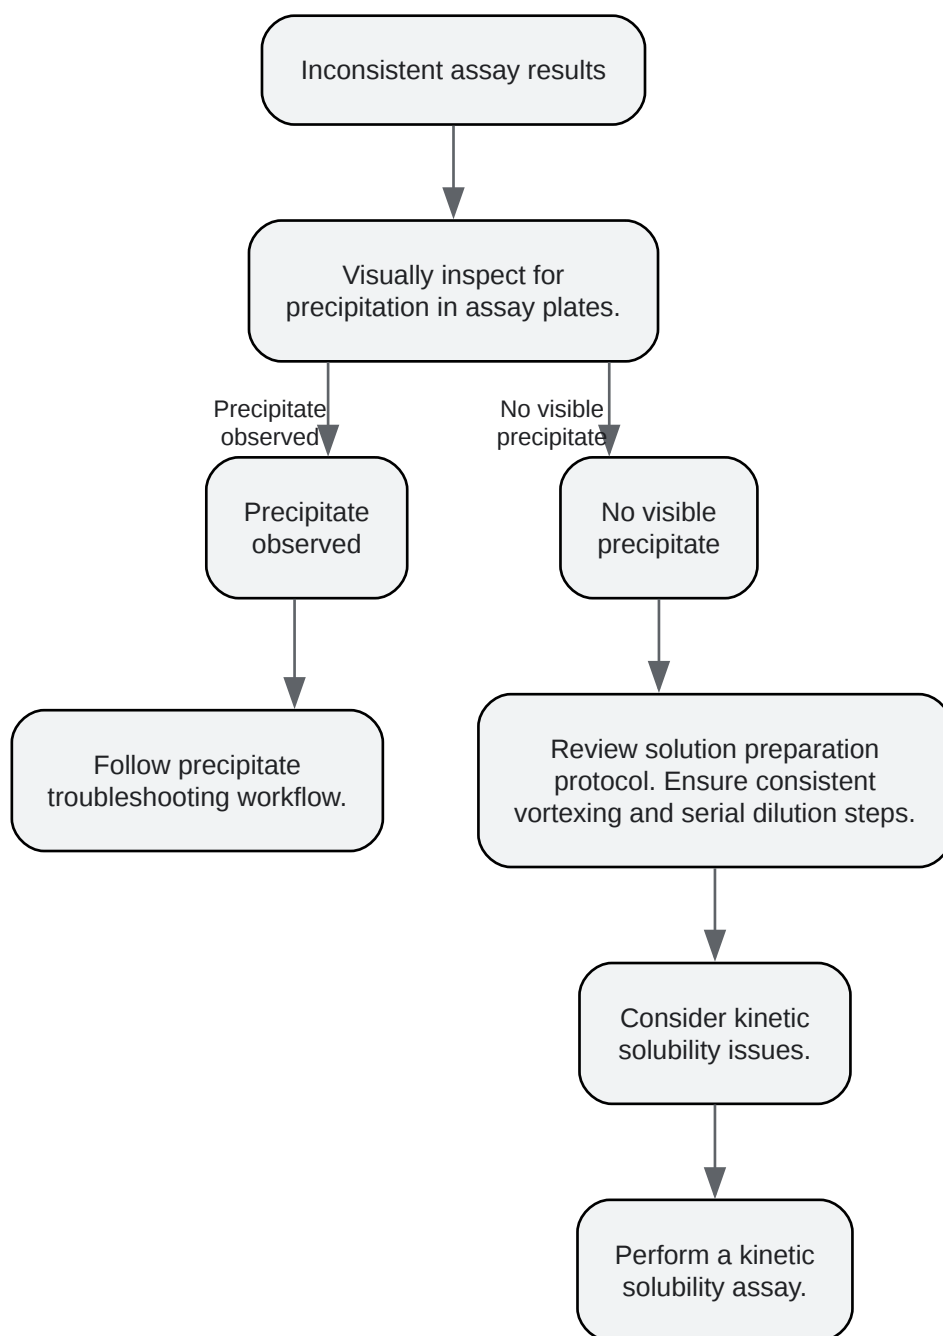 Inconsistent assay results
Visually inspect for
precipitation in assay plates.
Precipitate
observed
No visible
precipitate
Precipitate
observed
No visible
precipitate
Follow precipitate
troubleshooting workflow.
Review solution preparation
protocol. Ensure consistent
vortexing and serial dilution steps.
Consider kinetic
solubility issues.
Perform a kinetic
solubility assay.